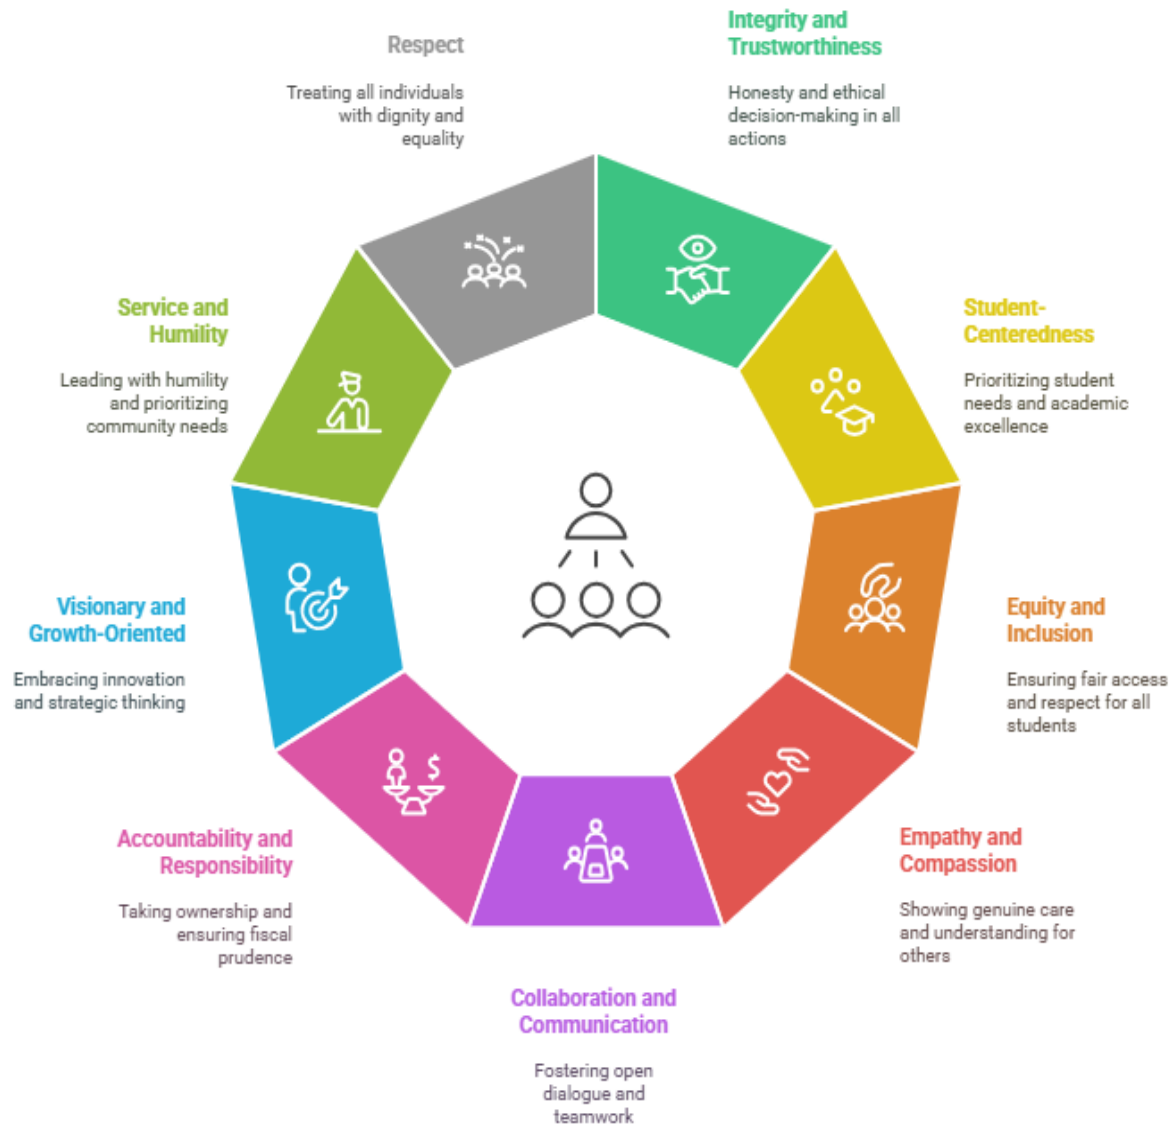 Respect
Treating all individuals
with dignity and
equality
Integrity and
Trustworthiness
Honesty and ethical
decision-making in all
actions
Service and
Humility
Leading with humility
and prioritizing
community needs
Student-
Centeredness
Prioritizing student
needs and academic
excellence
Visionary and
Growth-Oriented
Embracing innovation
and strategic thinking
Equity and
Inclusion
Ensuring fair access
and respect for all
students
Accountability and
Responsibility
Taking ownership and
ensuring fiscal
prudence
$
Empathy and
Compassion
Showing genuine care
and understanding for
others
Collaboration and
Communication
Fostering open
dialogue and
teamwork